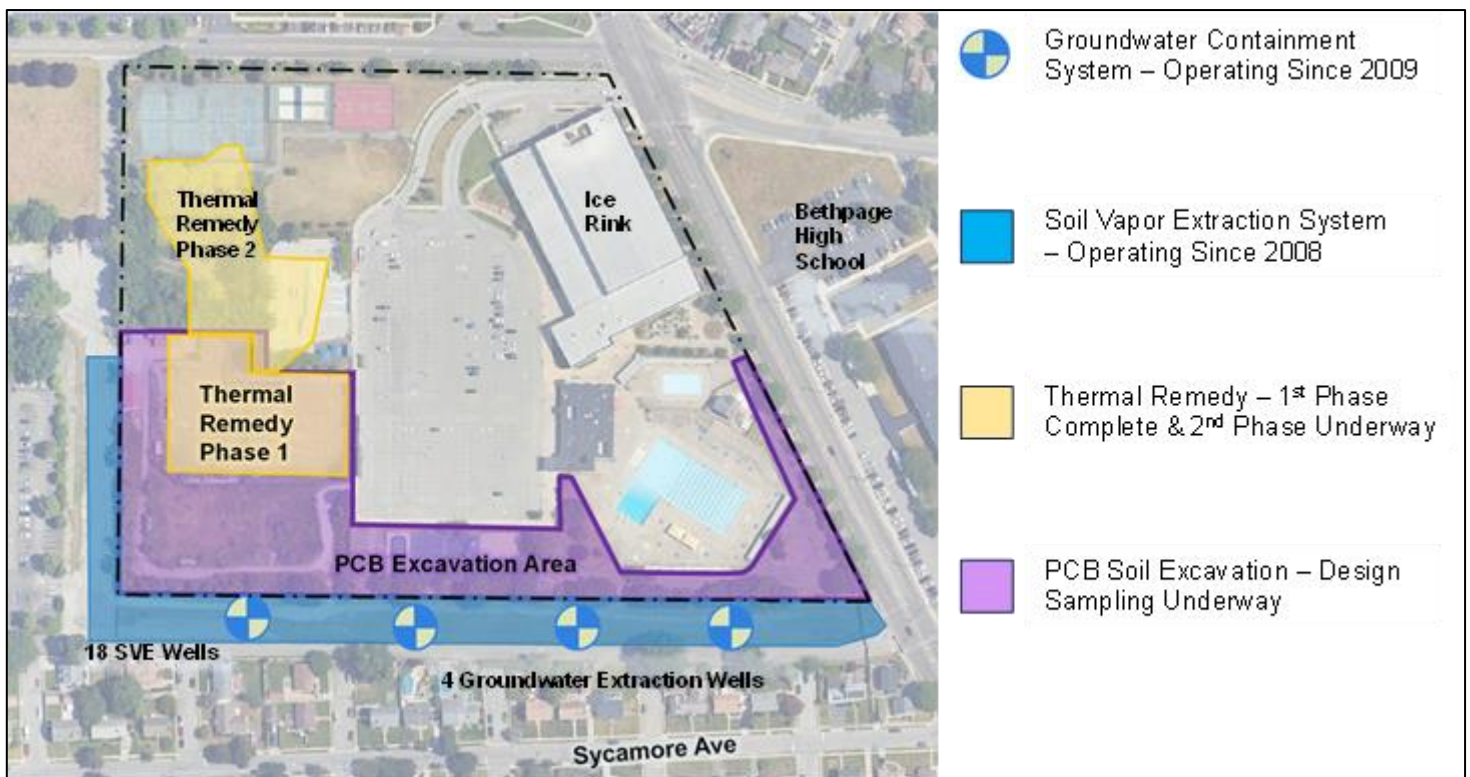 Thermal
Remedy
Phase 2
Ice
Rink
Bethpage
High
School
Thermal
Remedy
Phase 1
PCB Excavation Area
18 SVE Wells
4 Groundwater Extraction Wells
Sycamore Ave
Groundwater Containment
System – Operating Since 2009
Soil Vapor Extraction System
– Operating Since 2008
Thermal Remedy – 1st Phase
Complete & 2nd Phase Underway
PCB Soil Excavation – Design
Sampling Underway